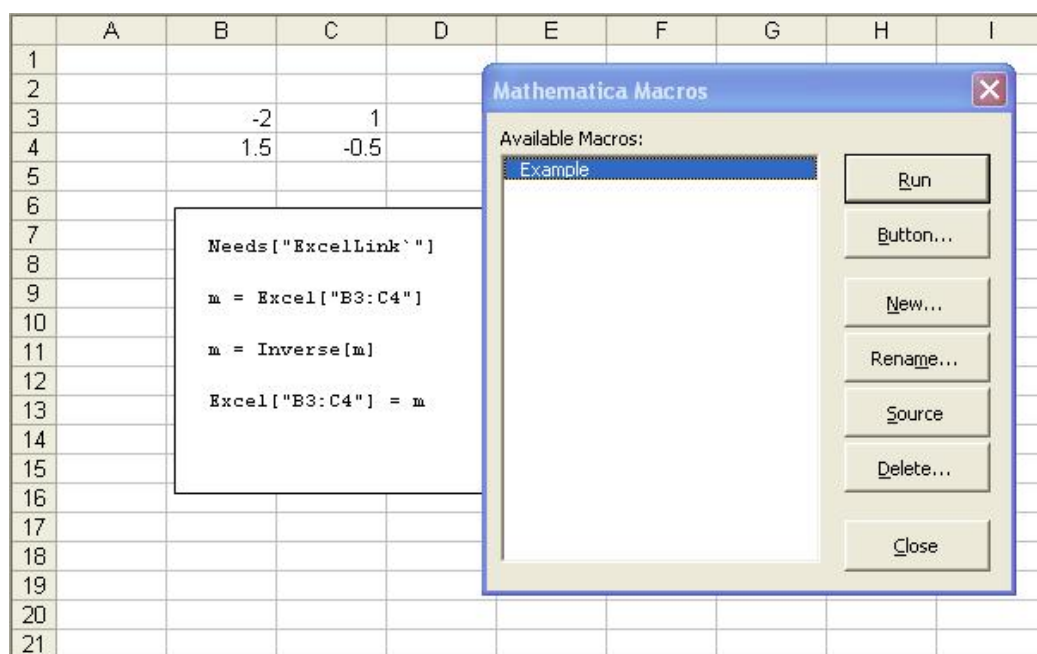 A B C D E F G H I
1
2
3 -2 1
4 1.5 -0.5
5
6
7
8
9
10
11
12
13
14
15
16
17
18
19
20
21
Needs["ExcelLink`"]
m = Excel["B3:C4"]
m = Inverse[m]
Excel["B3:C4"] = m
Mathematica Macros
Available Macros:
Example
Run
Button...
New...
Rename...
Source
Delete...
Close